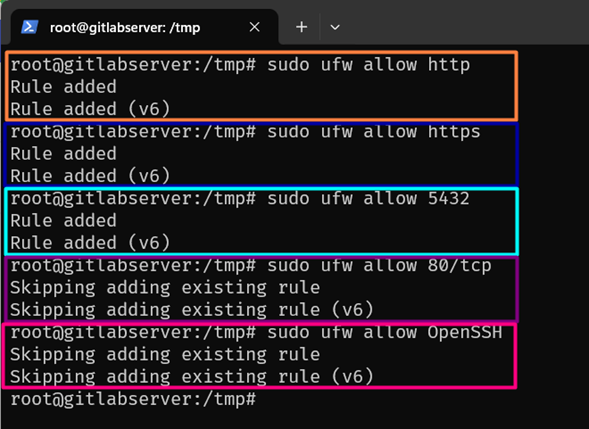 root@gitlabserver: /tmp
root@gitlabserver:/tmp# sudo ufw allow http
Rule added
Rule added (v6)
root@gitlabserver:/tmp# sudo ufw allow https
Rule added
Rule added (v6)
root@gitlabserver:/tmp# sudo ufw allow 5432
Rule added
Rule added (v6)
root@gitlabserver:/tmp# sudo ufw allow 80/tcp
Skipping adding existing rule
Skipping adding existing rule (v6)
root@gitlabserver:/tmp# sudo ufw allow OpenSSH
Skipping adding existing rule
Skipping adding existing rule (v6)
root@gitlabserver:/tmp#